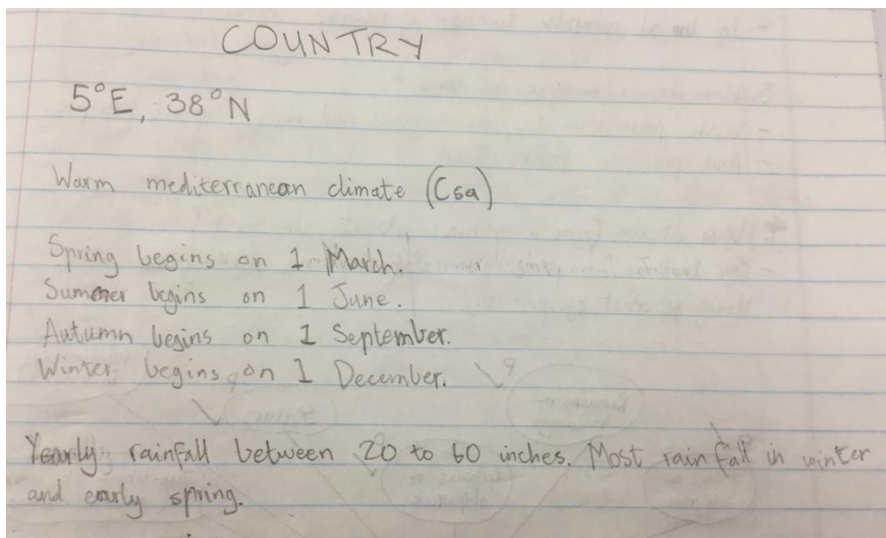 COUNTRY
5°E, 38°N
Warm mediterranean climate (Csa)
Spring begins on 1 March.
Summer begins on 1 June.
Autumn begins on 1 September.
Winter begins on 1 December.
Yearly rainfall between 20 to 60 inches. Most rainfall in winter
and early spring.